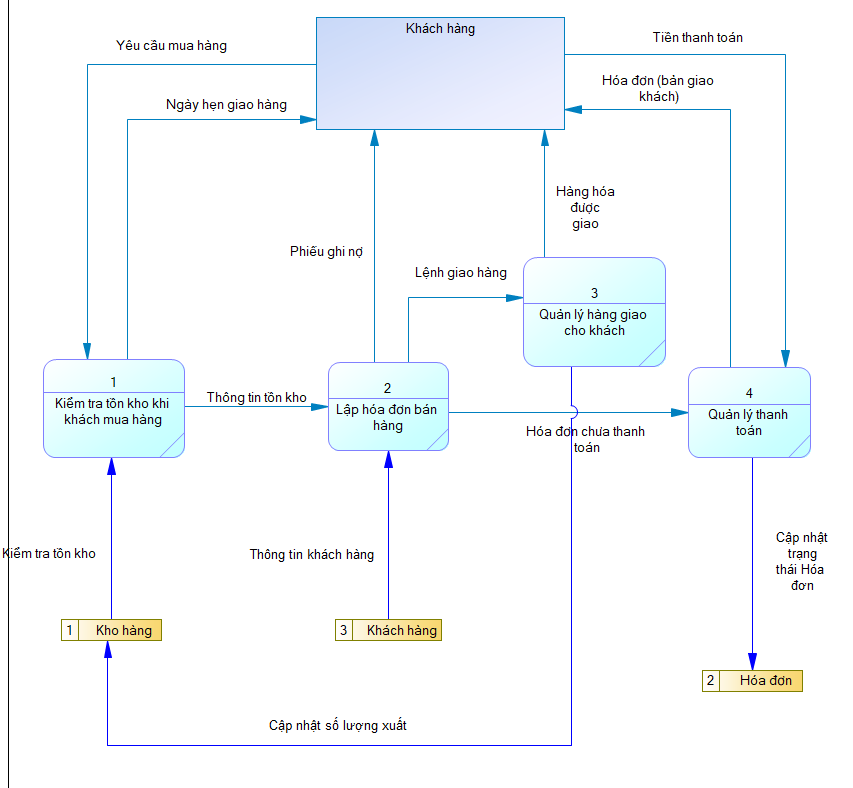 Khách hàng
Yêu cầu mua hàng
Tiền thanh toán
Hóa đơn (bản giao
khách)
Ngày hẹn giao hàng
Hàng hóa
được
giao
Phiếu ghi nợ
Lệnh giao hàng
3
Quản lý hàng giao
cho khách
1
Kiểm tra tồn kho khi
khách mua hàng
Thông tin tồn kho
2
Lập hóa đơn bán
hàng
Hóa đơn chưa thanh
toán
4
Quản lý thanh
toán
Kiểm tra tồn kho
Thông tin khách hàng
Cập nhật
trạng
thái Hóa
đơn
1 Kho hàng
3 Khách hàng
2 Hóa đơn
Cập nhật số lượng xuất